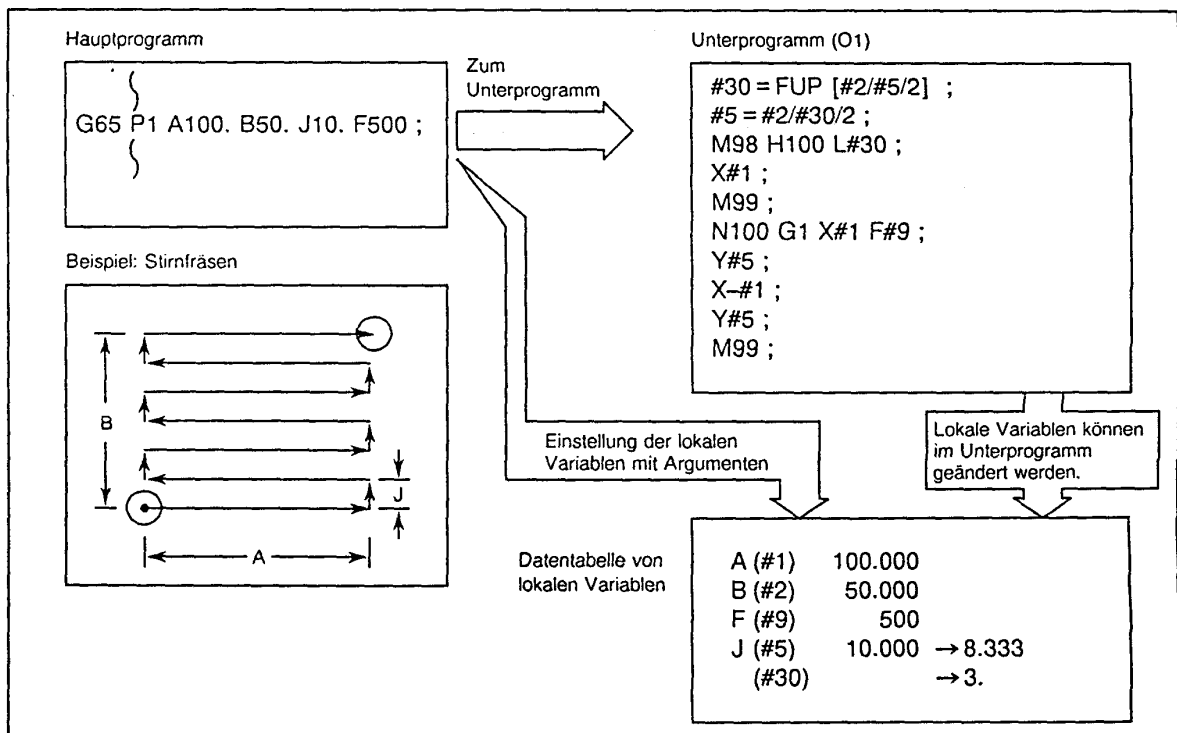 Hauptprogramm
G65 P1 A100. B50. J10. F500 ;
Zum
Unterprogramm
Unterprogramm (O1)
#30 = FUP [#2/#5/2] ;
#5 = #2/#30/2 ;
M98 H100 L#30 ;
X#1 ;
M99 ;
N100 G1 X#1 F#9 ;
Y#5 ;
X–#1 ;
Y#5 ;
M99 ;
Beispiel: Stirnfräsen
B
J
A
Einstellung der lokalen
Variablen mit Argumenten
Lokale Variablen können
im Unterprogramm
geändert werden.
Datentabelle von
lokalen Variablen
A (#1) 100.000
B (#2) 50.000
F (#9) 500
J (#5) 10.000 → 8.333
(#30) → 3.